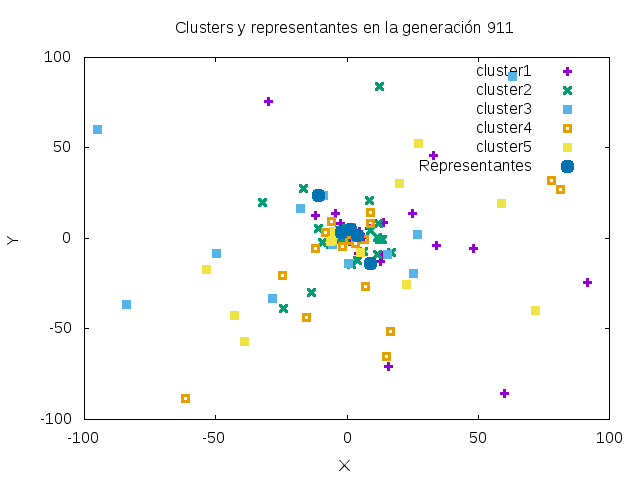 Clusters y representantes en la generación 911
100
50
0
-50
-100
Y
-100
-50
0
50
100
X
cluster1
cluster2
cluster3
cluster4
cluster5
Representantes